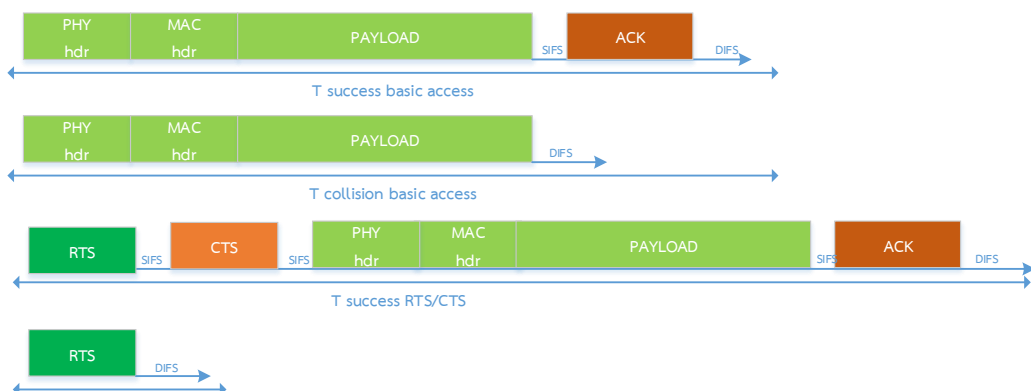 PHY hdr MAC hdr PAYLOAD SIFS ACK DIFS
T success basic access
PHY hdr MAC hdr PAYLOAD DIFS
T collision basic access
RTS SIFS CTS SIFS PHY hdr MAC hdr PAYLOAD SIFS ACK DIFS
T success RTS/CTS
RTS DIFS